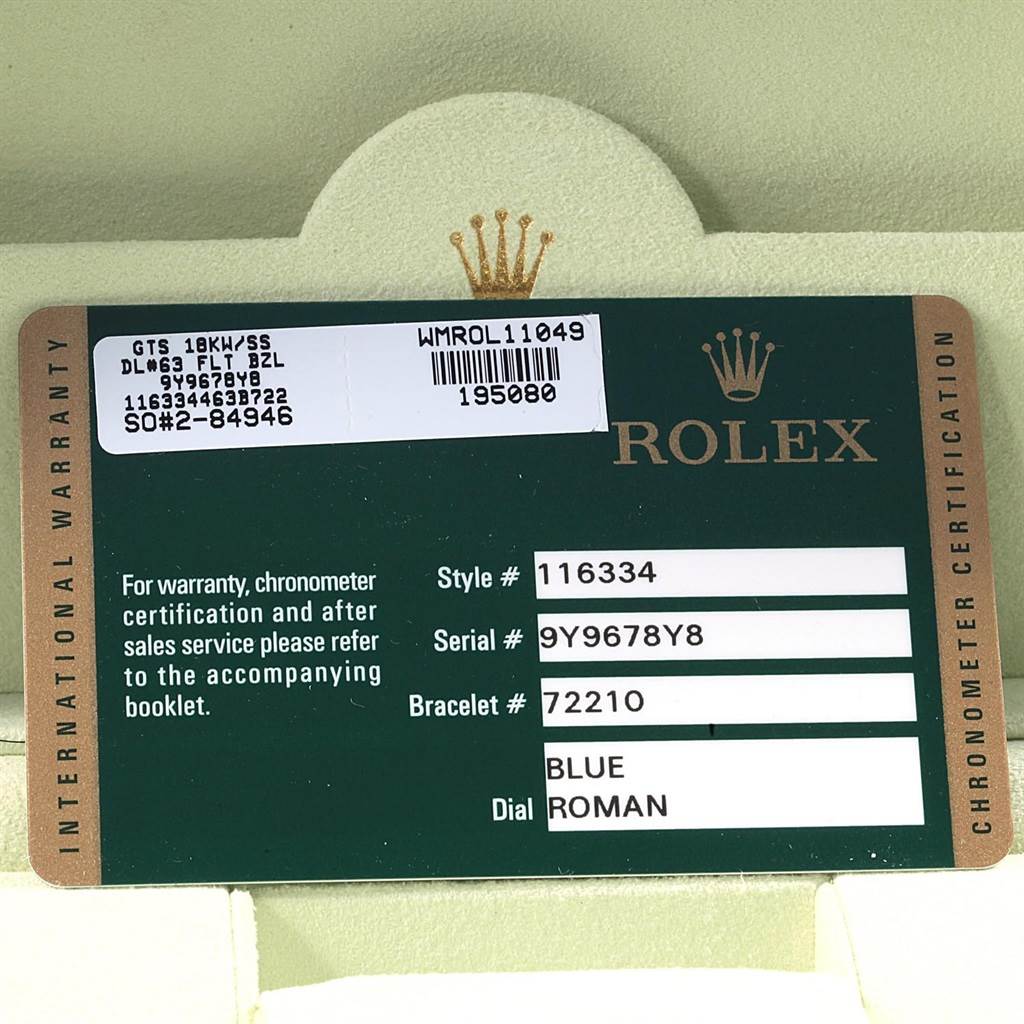 INTERNATIONAL WARRANTY
GTS 18KW/SS
DL#63 FLT BZL
9Y9678Y8
116334463B722
SO#2-84946
WMROL11049
195080
ROLEX
For warranty, chronometer
certification and after
sales service please refer
to the accompanying
booklet.
Style # 116334
Serial # 9Y9678Y8
Bracelet # 72210
BLUE
Dial ROMAN
CHRONOMETER CERTIFICATION